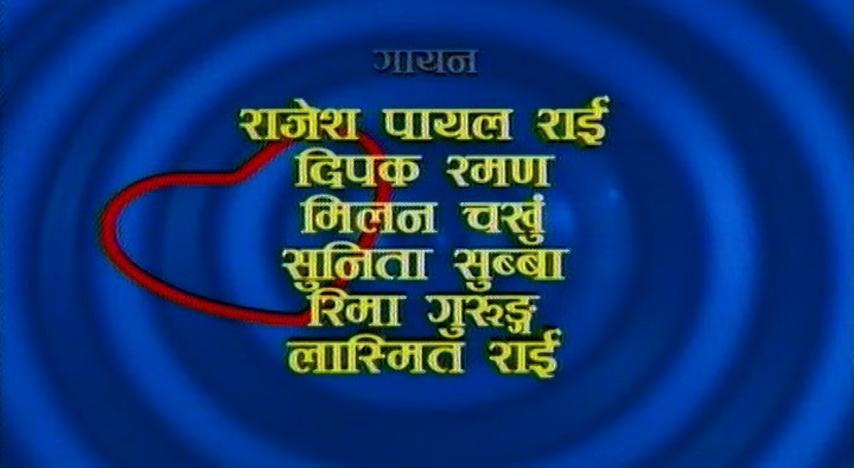 गायन
राजेश पायल राई
दिपक रमण
मिलन चखुं
सुनिता सुब्बा
रिमा गुरुङ्ग
लास्मित राई